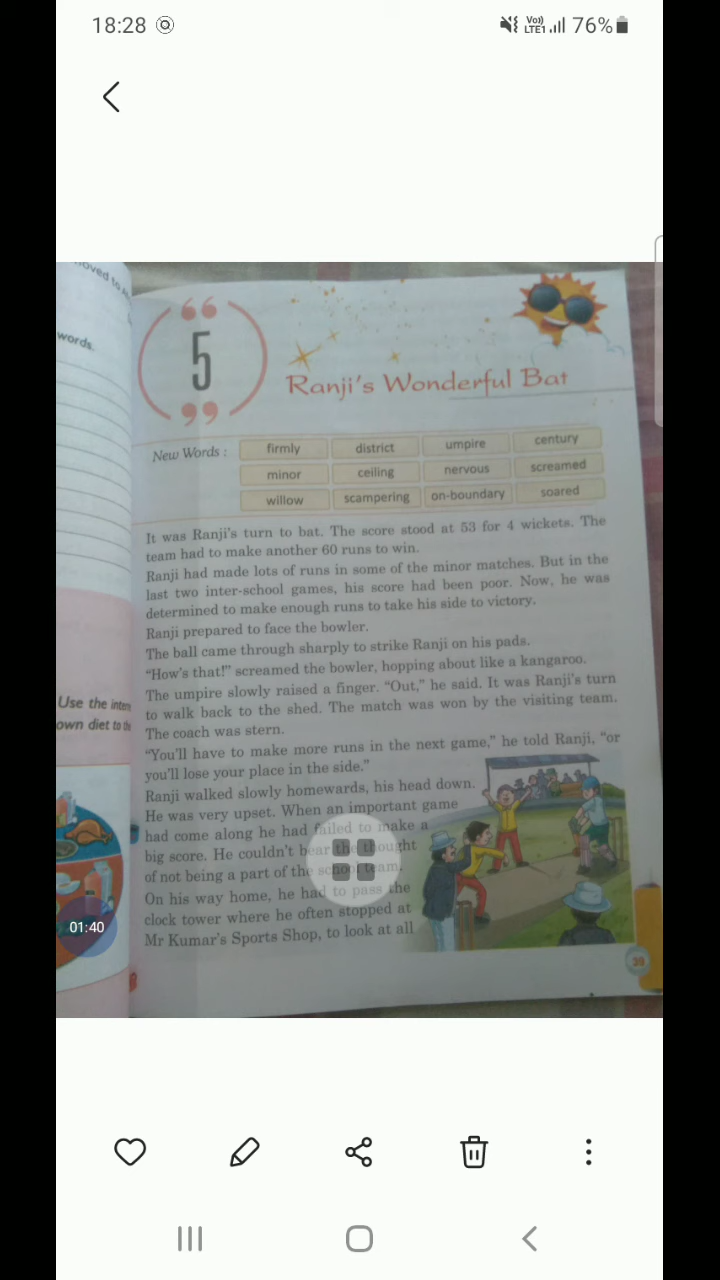 18:28 76%
Vo)
LTE1
words.
5
Ranji's Wonderful Bat
New Words : firmly district umpire century
minor ceiling nervous screamed
willow scampering on-boundary soared
It was Ranji's turn to bat. The score stood at 53 for 4 wickets. The
team had to make another 60 runs to win.
Ranji had made lots of runs in some of the minor matches. But in the
last two inter-school games, his score had been poor. Now, he was
determined to make enough runs to take his side to victory.
Ranji prepared to face the bowler.
The ball came through sharply to strike Ranji on his pads.
"How's that!" screamed the bowler, hopping about like a kangaroo.
The umpire slowly raised a finger. "Out," he said. It was Ranji's turn
to walk back to the shed. The match was won by the visiting team.
The coach was stern.
"You'll have to make more runs in the next game," he told Ranji, "or
you'll lose your place in the side."
Ranji walked slowly homewards, his head down.
He was very upset. When an important game
had come along he had failed to make a
big score. He couldn't bear the thought
of not being a part of the school team.
On his way home, he had to pass the
clock tower where he often stopped at
Mr Kumar's Sports Shop, to look at all
Use the
own diet to
01:40
39